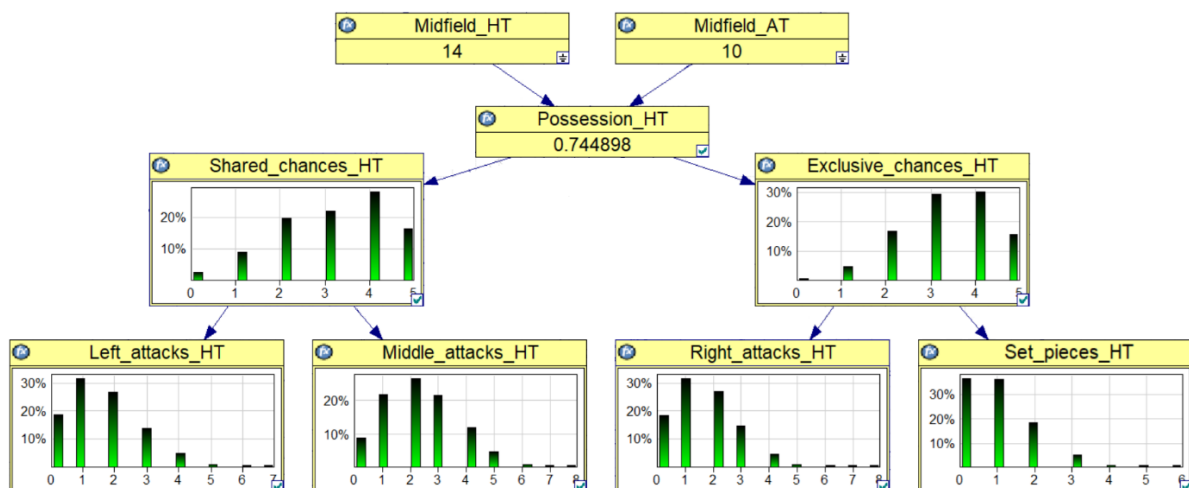 Midfield_HT
14
Midfield_AT
10
Possession_HT
0.744898
Shared_chances_HT
20%
10%
0 1 2 3 4 5
Exclusive_chances_HT
30%
20%
10%
0 1 2 3 4 5
Left_attacks_HT
30%
20%
10%
0 1 2 3 4 5 6 7
Middle_attacks_HT
20%
10%
0 1 2 3 4 5 6 7 8
Right_attacks_HT
30%
20%
10%
0 1 2 3 4 5 6 7 8
Set_pieces_HT
30%
20%
10%
0 1 2 3 4 5 6